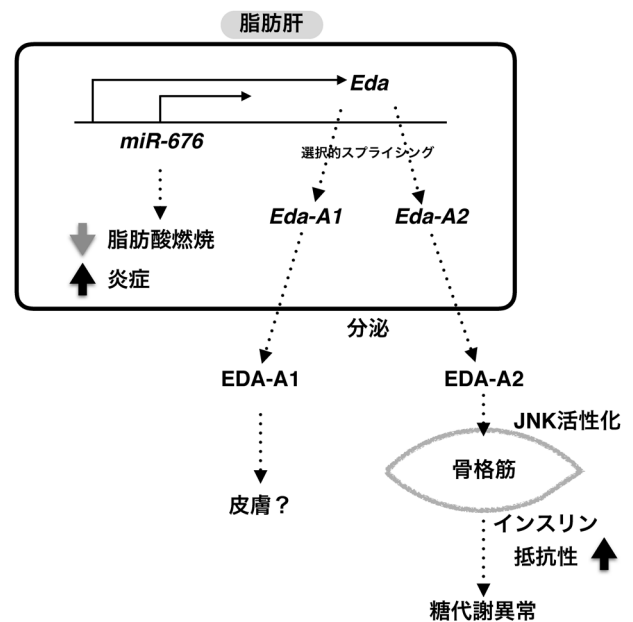 脂肪肝
Eda
miR-676
選択的スプライシング
Eda-A1
Eda-A2
脂肪酸燃焼
炎症
分泌
EDA-A1
EDA-A2
JNK活性化
骨格筋
皮膚？
インスリン
抵抗性
糖代謝異常